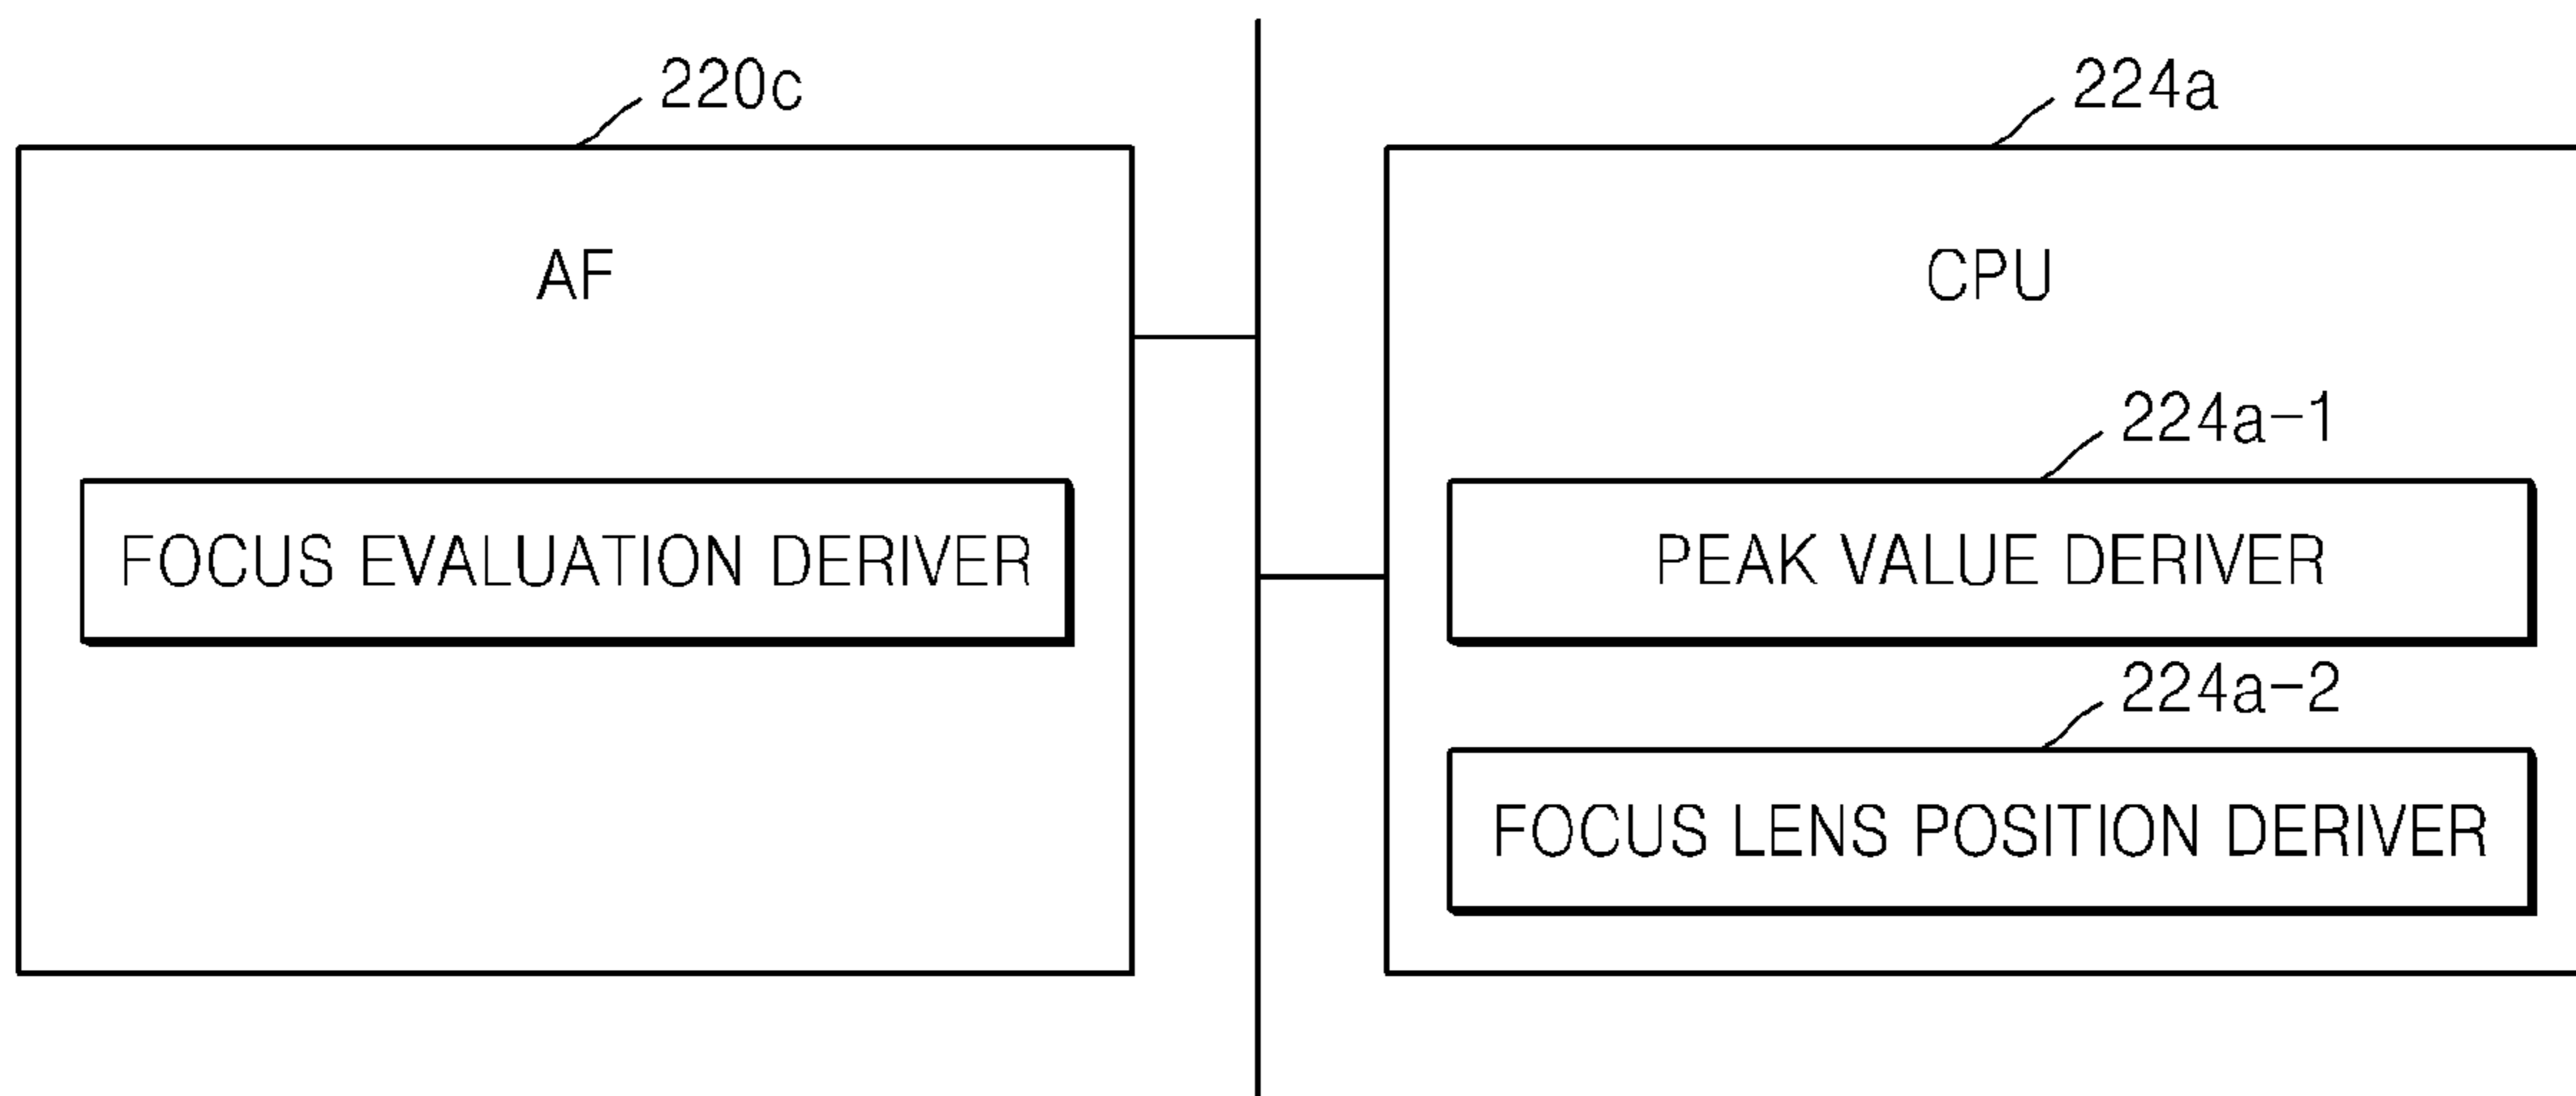 220c
224a
AF
CPU
224a-1
FOCUS EVALUATION DERIVER
PEAK VALUE DERIVER
224a-2
FOCUS LENS POSITION DERIVER